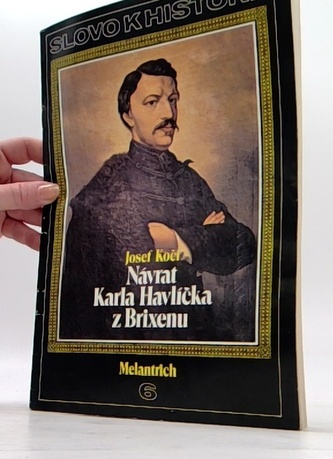 SLOVO K HISTORII
Josef Kočí
Návrat
Karla Havlíčka
z Brixenu
Melantrich
6